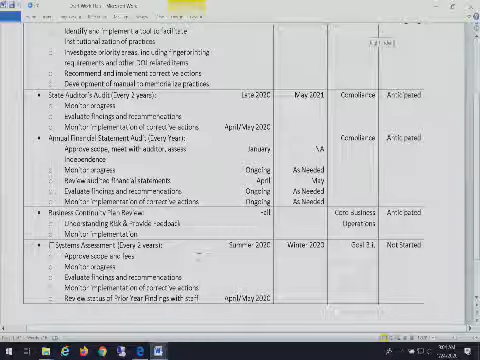 Identify and implement a tool to facilitate
Institutionalization of practices
Investigate priority areas, including fingerprinting
requirements and other DOJ related items
Recommend and implement corrective actions
Development of manual to memorialize practices
State Auditor's Audit (Every 2 years): Late 2020 May 2021 Compliance Anticipated
Monitor progress
Evaluate findings and recommendations
Monitor implementation of corrective actions April/May 2020
Annual Financial Statement Audit (Every Year) Compliance Anticipated
Approve scope, meet with auditor, assess January NA
Independence
Monitor progress Ongoing As Needed
Review audited financial statements April May
Evaluate findings and recommendations Ongoing As Needed
Monitor implementation of corrective actions Ongoing As Needed
Business Continuity Plan Review Fall Core Business Anticipated
Understanding Risk & Provide Feedback Operations
Monitor implementation
IT Systems Assessment (Every 2 years): Summer 2020 Winter 2020 Goal 3.i. Not Started
Approve scope and fees
Monitor progress
Evaluate findings and recommendations
Monitor implementation of corrective actions
Review status of Prior Year Findings with staff April/May 2020